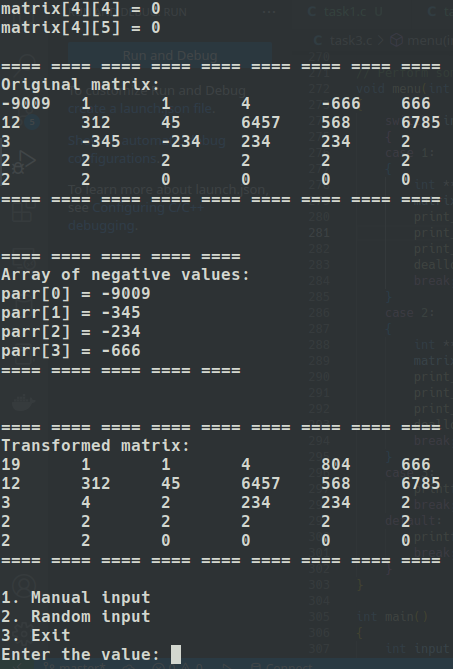 matrix[4][4] = 0
matrix[4][5] = 0
==== ==== ==== ==== ==== ==== ==== ==== ====
Original matrix:
-9009 1 1 4 -666 666
12 312 45 6457 568 6785
3 -345 -234 234 234 2
2 2 2 2 2 2
2 2 0 0 0 0
==== ==== ==== ==== ==== ==== ==== ==== ====
==== ==== ==== ==== ====
Array of negative values:
parr[0] = -9009
parr[1] = -345
parr[2] = -234
parr[3] = -666
==== ==== ==== ==== ====
==== ==== ==== ==== ==== ==== ==== ==== ====
Transformed matrix:
19 1 1 4 804 666
12 312 45 6457 568 6785
3 4 2 234 234 2
2 2 2 2 2 2
2 2 0 0 0 0
==== ==== ==== ==== ==== ==== ==== ==== ====
1. Manual input
2. Random input
3. Exit
Enter the value: